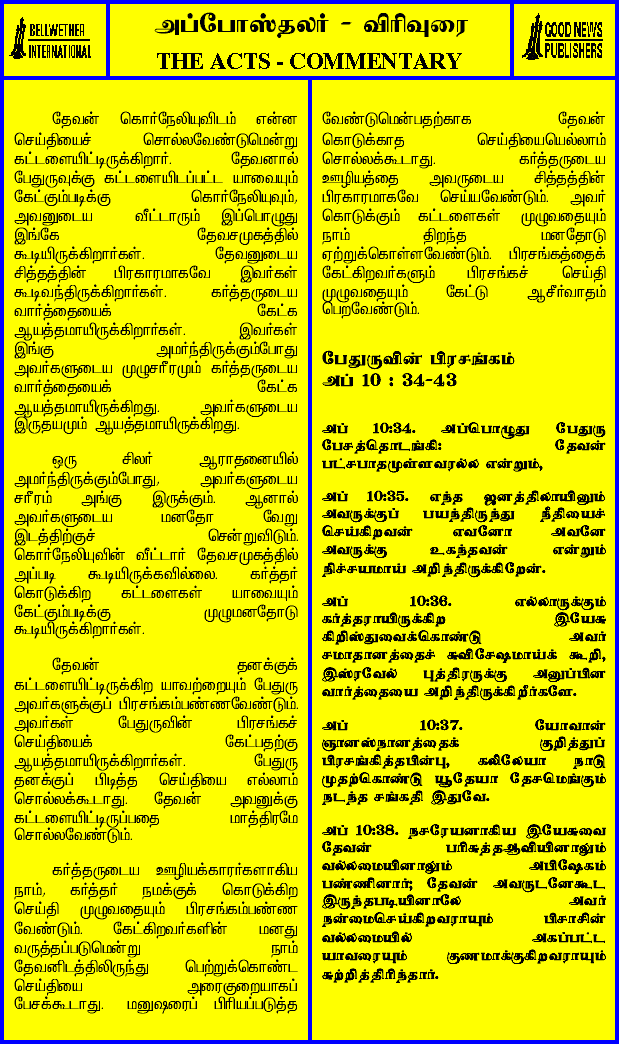 BELLWETHER
INTERNATIONAL
அப்போஸ்தலர் - விரிவுரை
THE ACTS - COMMENTARY
GOOD NEWS
PUBLISHERS
தேவன் கொர்நேலியுவிடம் என்ன
செய்தியைச் சொல்லவேண்டுமென்று
கட்டளையிட்டிருக்கிறார். தேவனால்
பேதுருவுக்கு கட்டளையிடப்பட்ட யாவையும்
கேட்கும்படிக்கு கொர்நேலியுவும்,
அவனுடைய வீட்டாரும் இப்பொழுது
இங்கே தேவசமுகத்தில்
கூடியிருக்கிறார்கள். தேவனுடைய
சித்தத்தின் பிரகாரமாகவே இவர்கள்
கூடிவந்திருக்கிறார்கள். கர்த்தருடைய
வார்த்தையைக் கேட்க
ஆயத்தமாயிருக்கிறார்கள். இவர்கள்
இங்கு அமர்ந்திருக்கும்போது
அவர்களுடைய முழுசரீரமும் கர்த்தருடைய
வார்த்தையைக் கேட்க
ஆயத்தமாயிருக்கிறது. அவர்களுடைய
இருதயமும் ஆயத்தமாயிருக்கிறது.
ஒரு சிலர் ஆராதனையில்
அமர்ந்திருக்கும்போது, அவர்களுடைய
சரீரம் அங்கு இருக்கும். ஆனால்
அவர்களுடைய மனதோ வேறு
இடத்திற்குச் சென்றுவிடும்.
கொர்நேலியுவின் வீட்டார் தேவசமுகத்தில்
அப்படி கூடியிருக்கவில்லை. கர்த்தர்
கொடுக்கிற கட்டளைகள் யாவையும்
கேட்கும்படிக்கு முழுமனதோடு
கூடியிருக்கிறார்கள்.
தேவன் தனக்குக்
கட்டளையிட்டிருக்கிற யாவற்றையும் பேதுரு
அவர்களுக்குப் பிரசங்கம்பண்ணவேண்டும்.
அவர்கள் பேதுருவின் பிரசங்கச்
செய்தியைக் கேட்பதற்கு
ஆயத்தமாயிருக்கிறார்கள். பேதுரு
தனக்குப் பிடித்த செய்தியை எல்லாம்
சொல்லக்கூடாது. தேவன் அவனுக்கு
கட்டளையிட்டிருப்பதை மாத்திரமே
சொல்லவேண்டும்.
கர்த்தருடைய ஊழியக்காரர்களாகிய
நாம், கர்த்தர் நமக்குக் கொடுக்கிற
செய்தி முழுவதையும் பிரசங்கம்பண்ண
வேண்டும். கேட்கிறவர்களின் மனது
வருத்தப்படுமென்று நாம்
தேவனிடத்திலிருந்து பெற்றுக்கொண்ட
செய்தியை அரைகுறையாகப்
பேசக்கூடாது. மனுஷரைப் பிரியப்படுத்த
வேண்டுமென்பதற்காக தேவன்
கொடுக்காத செய்தியையெல்லாம்
சொல்லக்கூடாது. கர்த்தருடைய
ஊழியத்தை அவருடைய சித்தத்தின்
பிரகாரமாகவே செய்யவேண்டும். அவர்
கொடுக்கும் கட்டளைகள் முழுவதையும்
நாம் திறந்த மனதோடு
ஏற்றுக்கொள்ளவேண்டும். பிரசங்கத்தைக்
கேட்கிறவர்களும் பிரசங்கச் செய்தி
முழுவதையும் கேட்டு ஆசீர்வாதம்
பெறவேண்டும்.
பேதுருவின் பிரசங்கம்
அப் 10 : 34-43
அப் 10:34. அப்பொழுது பேதுரு
பேசத்தொடங்கி: தேவன்
பட்சபாதமுள்ளவரல்ல என்றும்,
அப் 10:35. எந்த ஜனத்திலாயினும்
அவருக்குப் பயந்திருந்து நீதியைச்
செய்கிறவன் எவனோ அவனே
அவருக்கு உகந்தவன் என்றும்
நிச்சயமாய் அறிந்திருக்கிறேன்.
அப் 10:36. எல்லாருக்கும்
கர்த்தராயிருக்கிற இயேசு
கிறிஸ்துவைக்கொண்டு அவர்
சமாதானத்தைச் சுவிசேஷமாய்க் கூறி,
இஸ்ரவேல் புத்திரருக்கு அனுப்பின
வார்த்தையை அறிந்திருக்கிறீர்களே.
அப் 10:37. யோவான்
ஞானஸ்நானத்தைக் குறித்துப்
பிரசங்கித்தபின்பு, கலிலேயா நாடு
முதற்கொண்டு யூதேயா தேசமெங்கும்
நடந்த சங்கதி இதுவே.
அப் 10:38. நசரேயனாகிய இயேசுவை
தேவன் பரிசுத்தஆவியினாலும்
வல்லமையினாலும் அபிஷேகம்
பண்ணினார்; தேவன் அவருடனேகூட
இருந்தபடியினாலே அவர்
நன்மைசெய்கிறவராயும் பிசாசின்
வல்லமையில் அகப்பட்ட
யாவரையும் குணமாக்குகிறவராயும்
சுற்றித்திரிந்தார்.